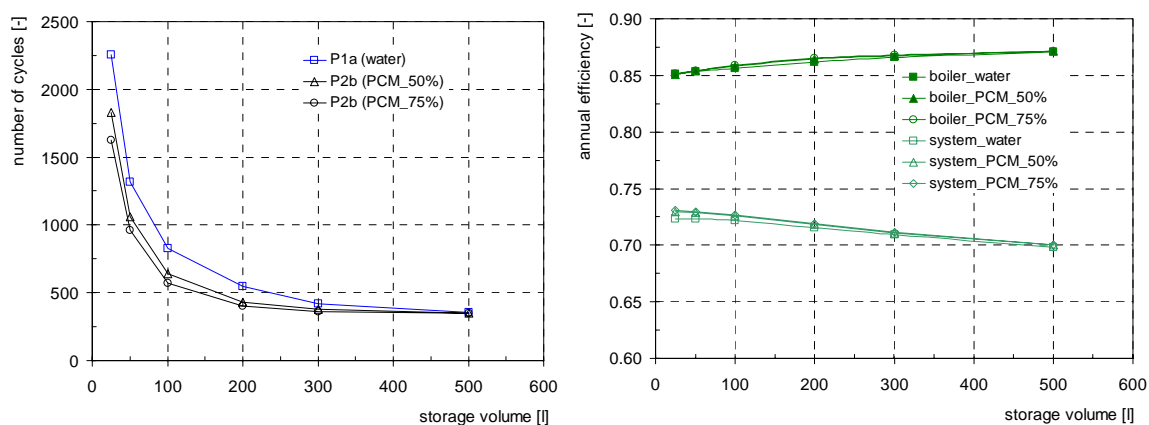 number of cycles [-]
2500
2250
2000
1500
1000
500
0
0 100 200 300 400 500 600
storage volume [l]
P1a (water)
P2b (PCM_50%)
P2b (PCM_75%)
annual efficiency [-]
0.90
0.85
0.75
0.70
0.65
0.60
0 100 200 300 400 500 600
storage volume [l]
boiler_water
boiler_PCM_50%
boiler_PCM_75%
system_water
system_PCM_50%
system_PCM_75%